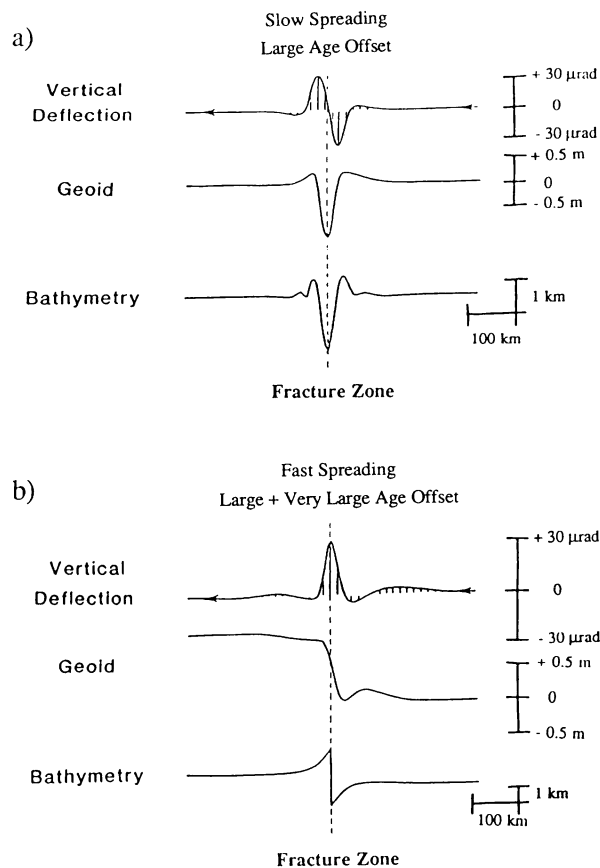 a)
Slow Spreading
Large Age Offset
Vertical
Deflection
+ 30 μrad
0
- 30 μrad
Geoid
+ 0.5 m
0
- 0.5 m
Bathymetry
1 km
100 km
Fracture Zone
b)
Fast Spreading
Large + Very Large Age Offset
Vertical
Deflection
+ 30 μrad
0
- 30 μrad
Geoid
+ 0.5 m
0
- 0.5 m
Bathymetry
1 km
100 km
Fracture Zone